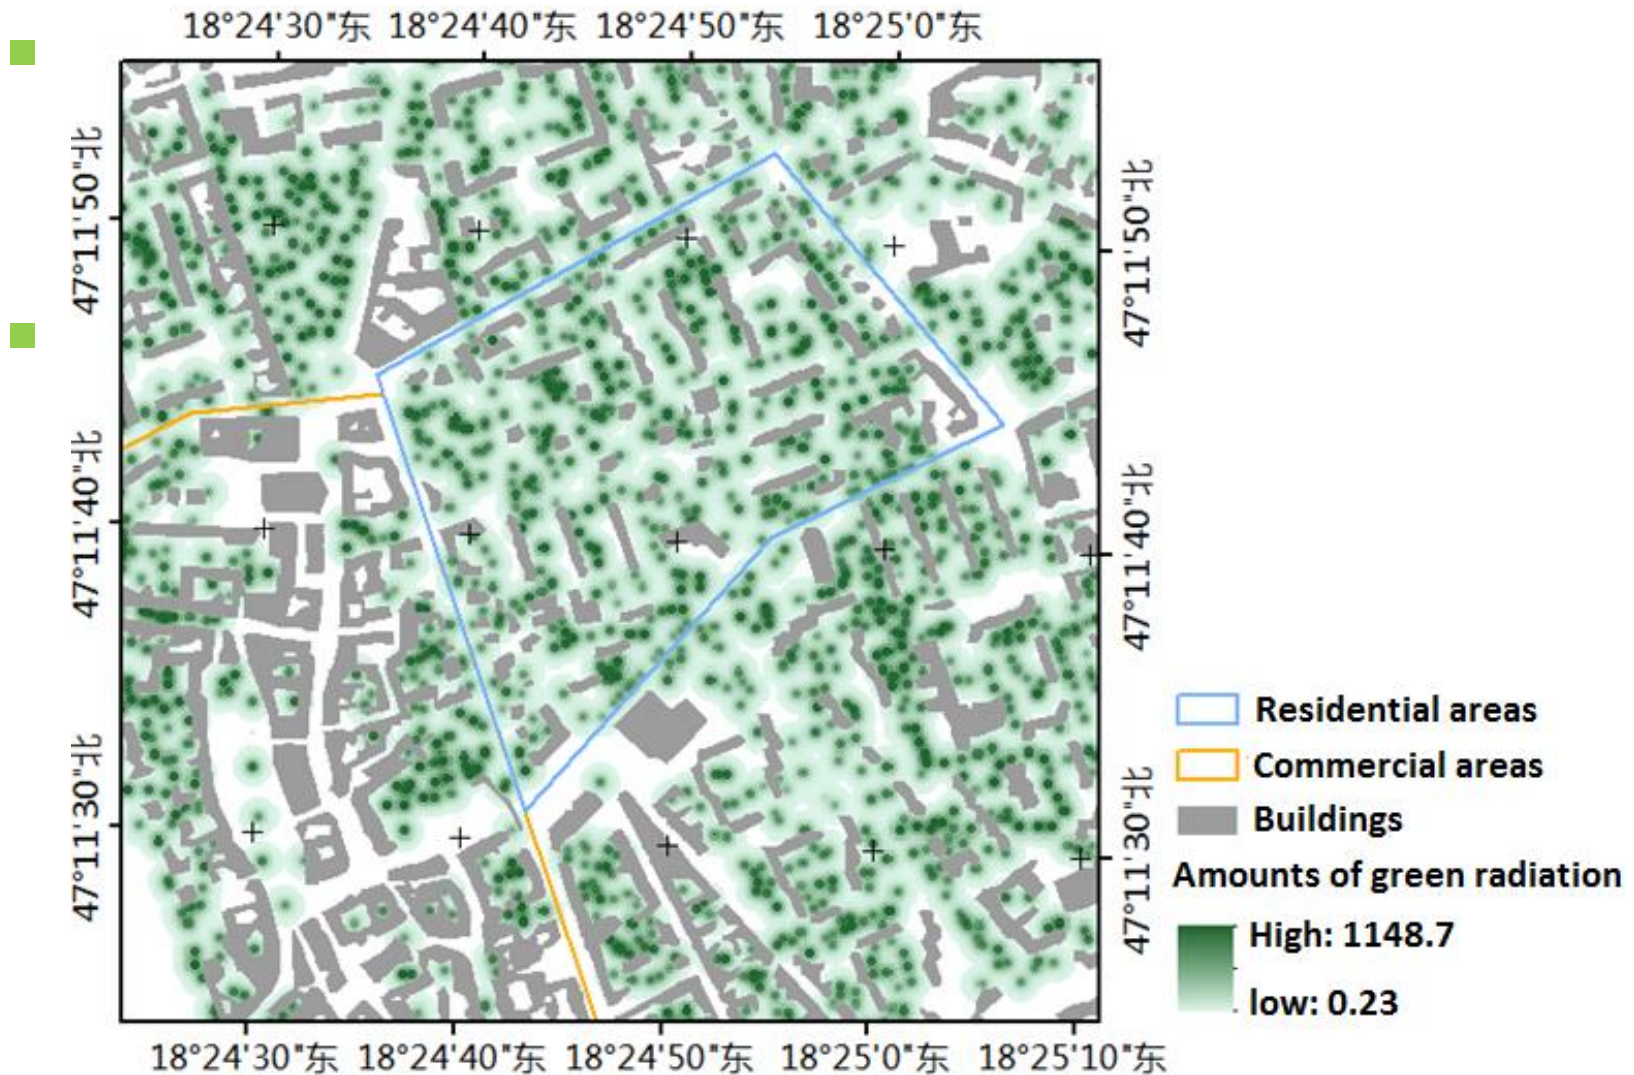 18°24'30"东 18°24'40"东 18°24'50"东 18°25'0"东
47°11'50"北
47°11'40"北
47°11'30"北
47°11'50"北
47°11'40"北
47°11'30"北
18°24'30"东 18°24'40"东 18°24'50"东 18°25'0"东 18°25'10"东
Residential areas
Commercial areas
Buildings
Amounts of green radiation
High: 1148.7
low: 0.23